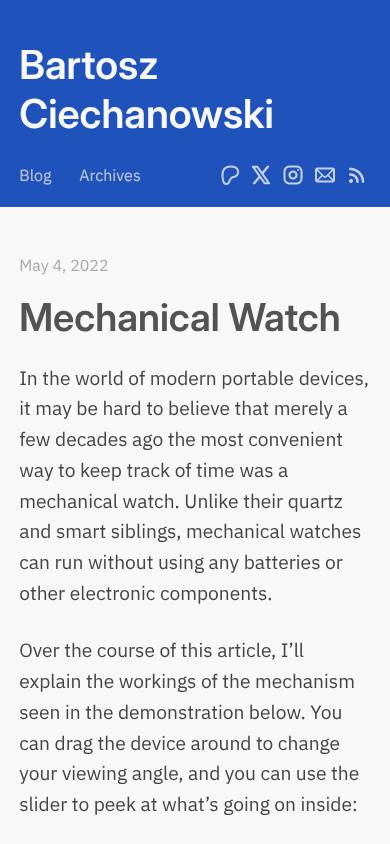 Bartosz
Ciechanowski
Blog Archives
May 4, 2022
Mechanical Watch
In the world of modern portable devices,
it may be hard to believe that merely a
few decades ago the most convenient
way to keep track of time was a
mechanical watch. Unlike their quartz
and smart siblings, mechanical watches
can run without using any batteries or
other electronic components.
Over the course of this article, I’ll
explain the workings of the mechanism
seen in the demonstration below. You
can drag the device around to change
your viewing angle, and you can use the
slider to peek at what’s going on inside: